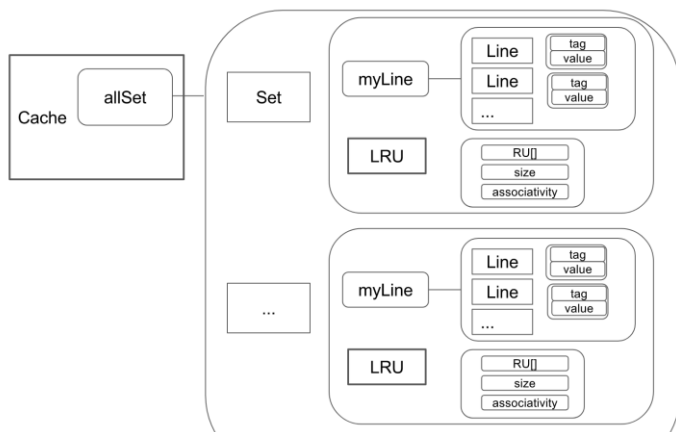 Cache
allSet
Set
myLine
Line
tag
value
Line
tag
value
...
LRU
RU[]
size
associativity
...
myLine
Line
tag
value
Line
tag
value
...
LRU
RU[]
size
associativity